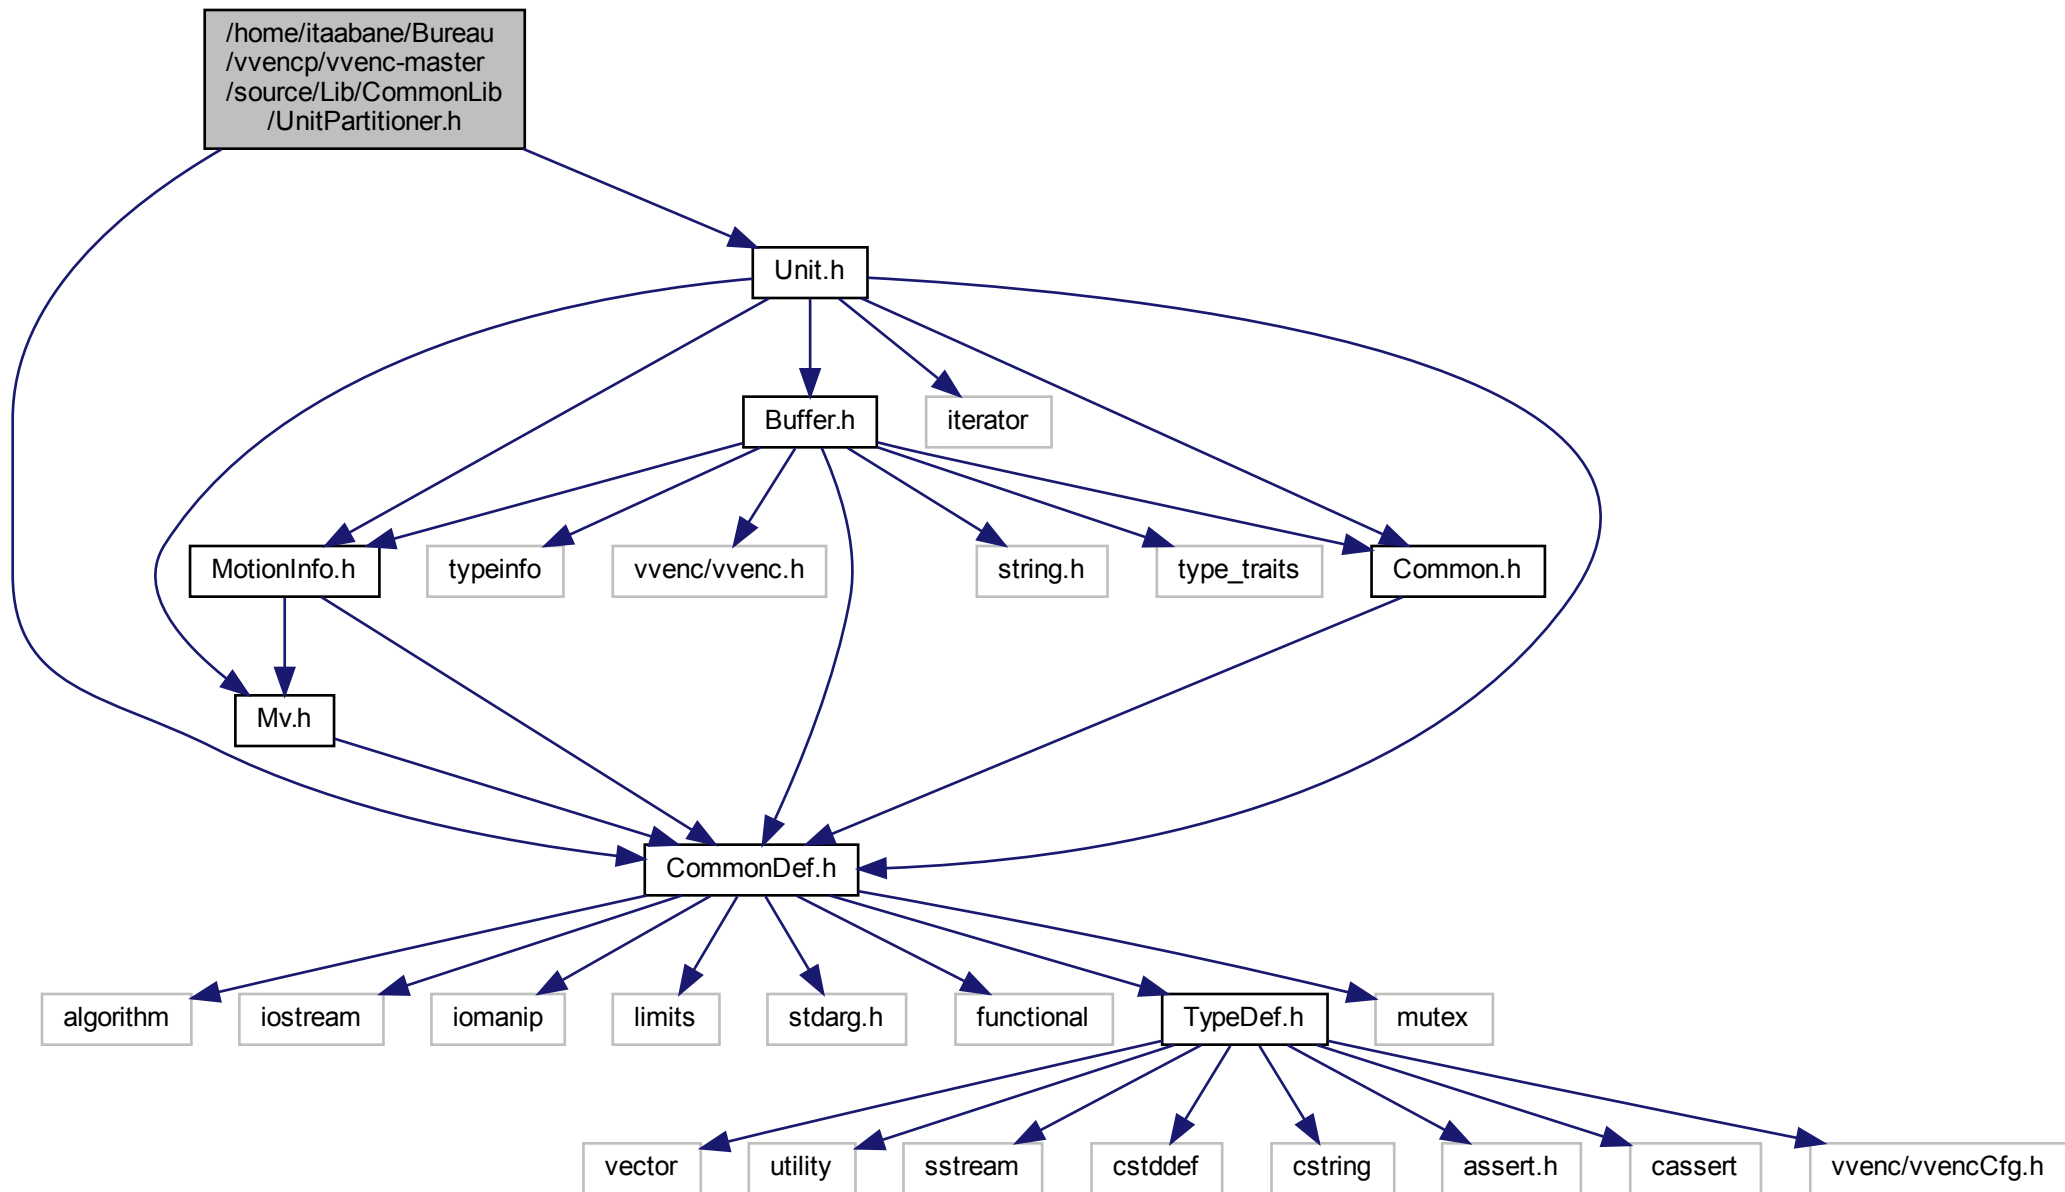 /home/itaabane/Bureau
/vvencp/vvenc-master
/source/Lib/CommonLib
/UnitPartitioner.h
Unit.h
Buffer.h
iterator
MotionInfo.h
typeinfo
vvenc/vvenc.h
string.h
type_traits
Common.h
Mv.h
CommonDef.h
algorithm
iostream
iomanip
limits
stdarg.h
functional
TypeDef.h
mutex
vector
utility
sstream
cstddef
cstring
assert.h
cassert
vvenc/vvencCfg.h